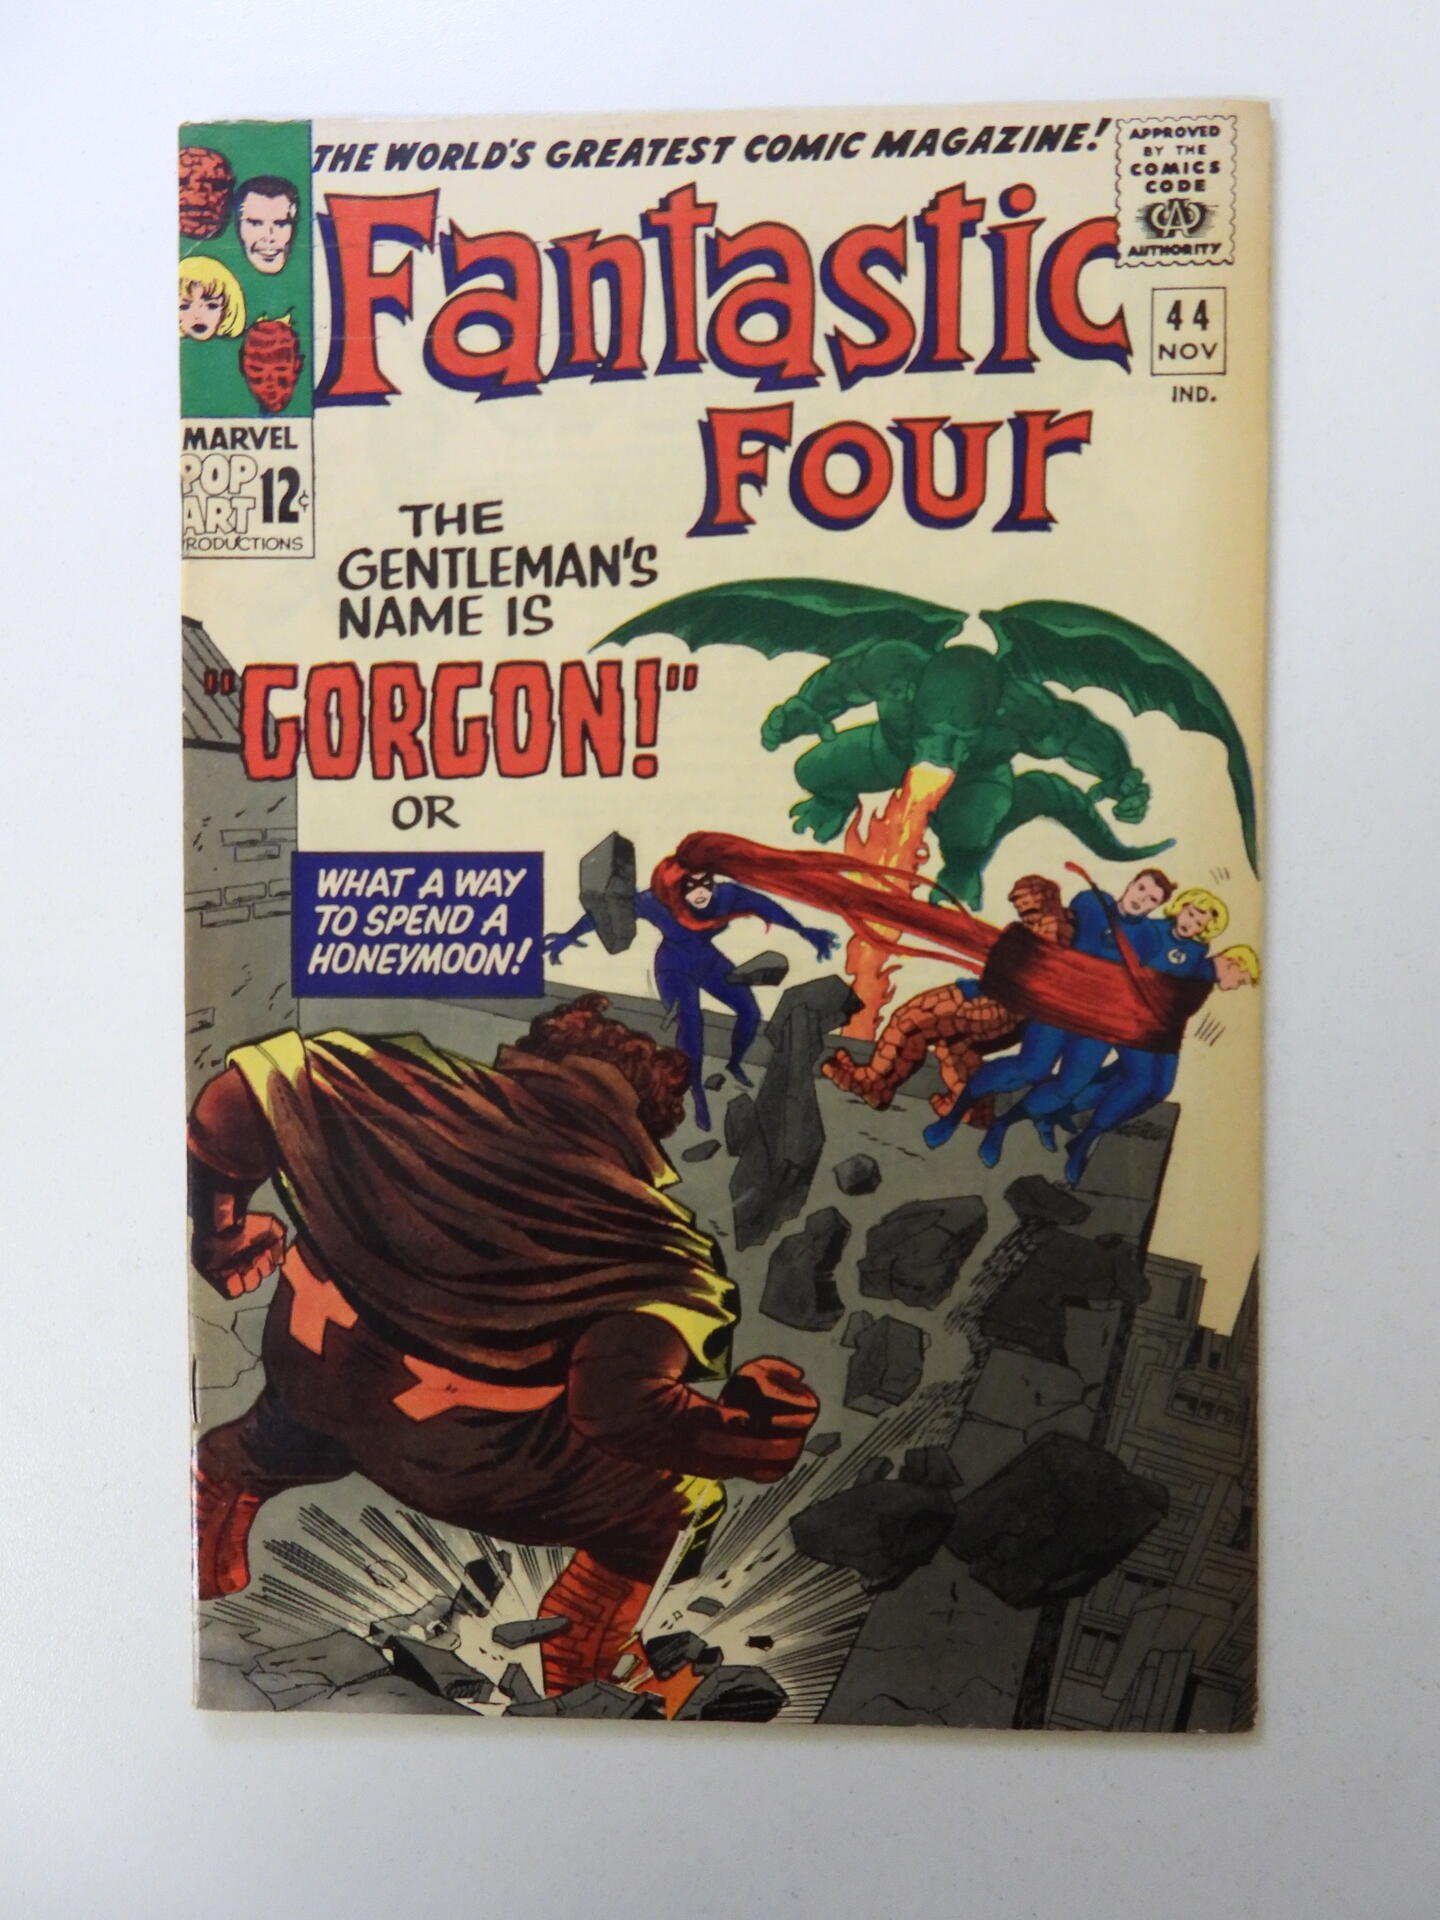 THE WORLD'S GREATEST COMIC MAGAZINE!
APPROVED
BY THE
COMICS
CODE
CA
AUTHORITY
Fantastic
Four
44
NOV
IND.
MARVEL
POP
ART 12¢
PRODUCTIONS
THE
GENTLEMAN'S
NAME IS
"GORGON!"
OR
WHAT A WAY
TO SPEND A
HONEYMOON!
4